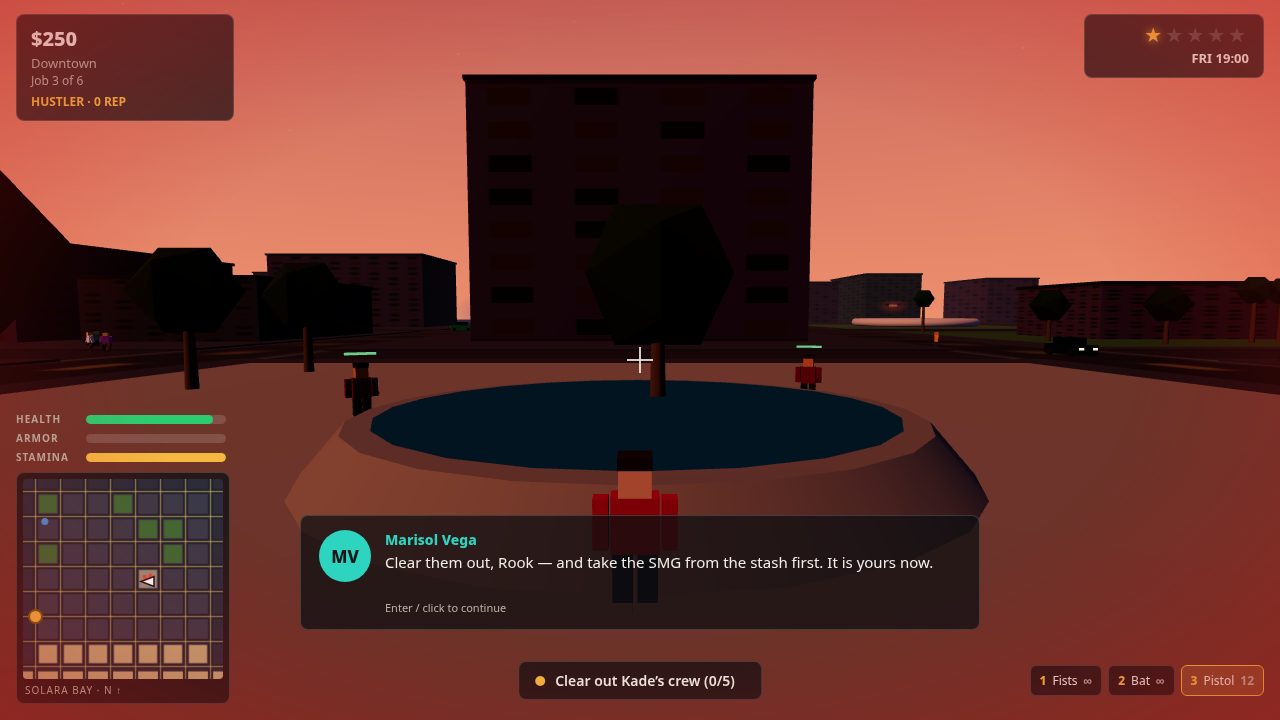 $250
Downtown
Job 3 of 6
HUSTLER · 0 REP
★★★★★
FRI 19:00
HEALTH
ARMOR
STAMINA
SOLARA BAY · N ↑
MV
Marisol Vega
Clear them out, Rook — and take the SMG from the stash first. It is yours now.
Enter / click to continue
Clear out Kade’s crew (0/5)
1 Fists ∞
2 Bat ∞
3 Pistol 12